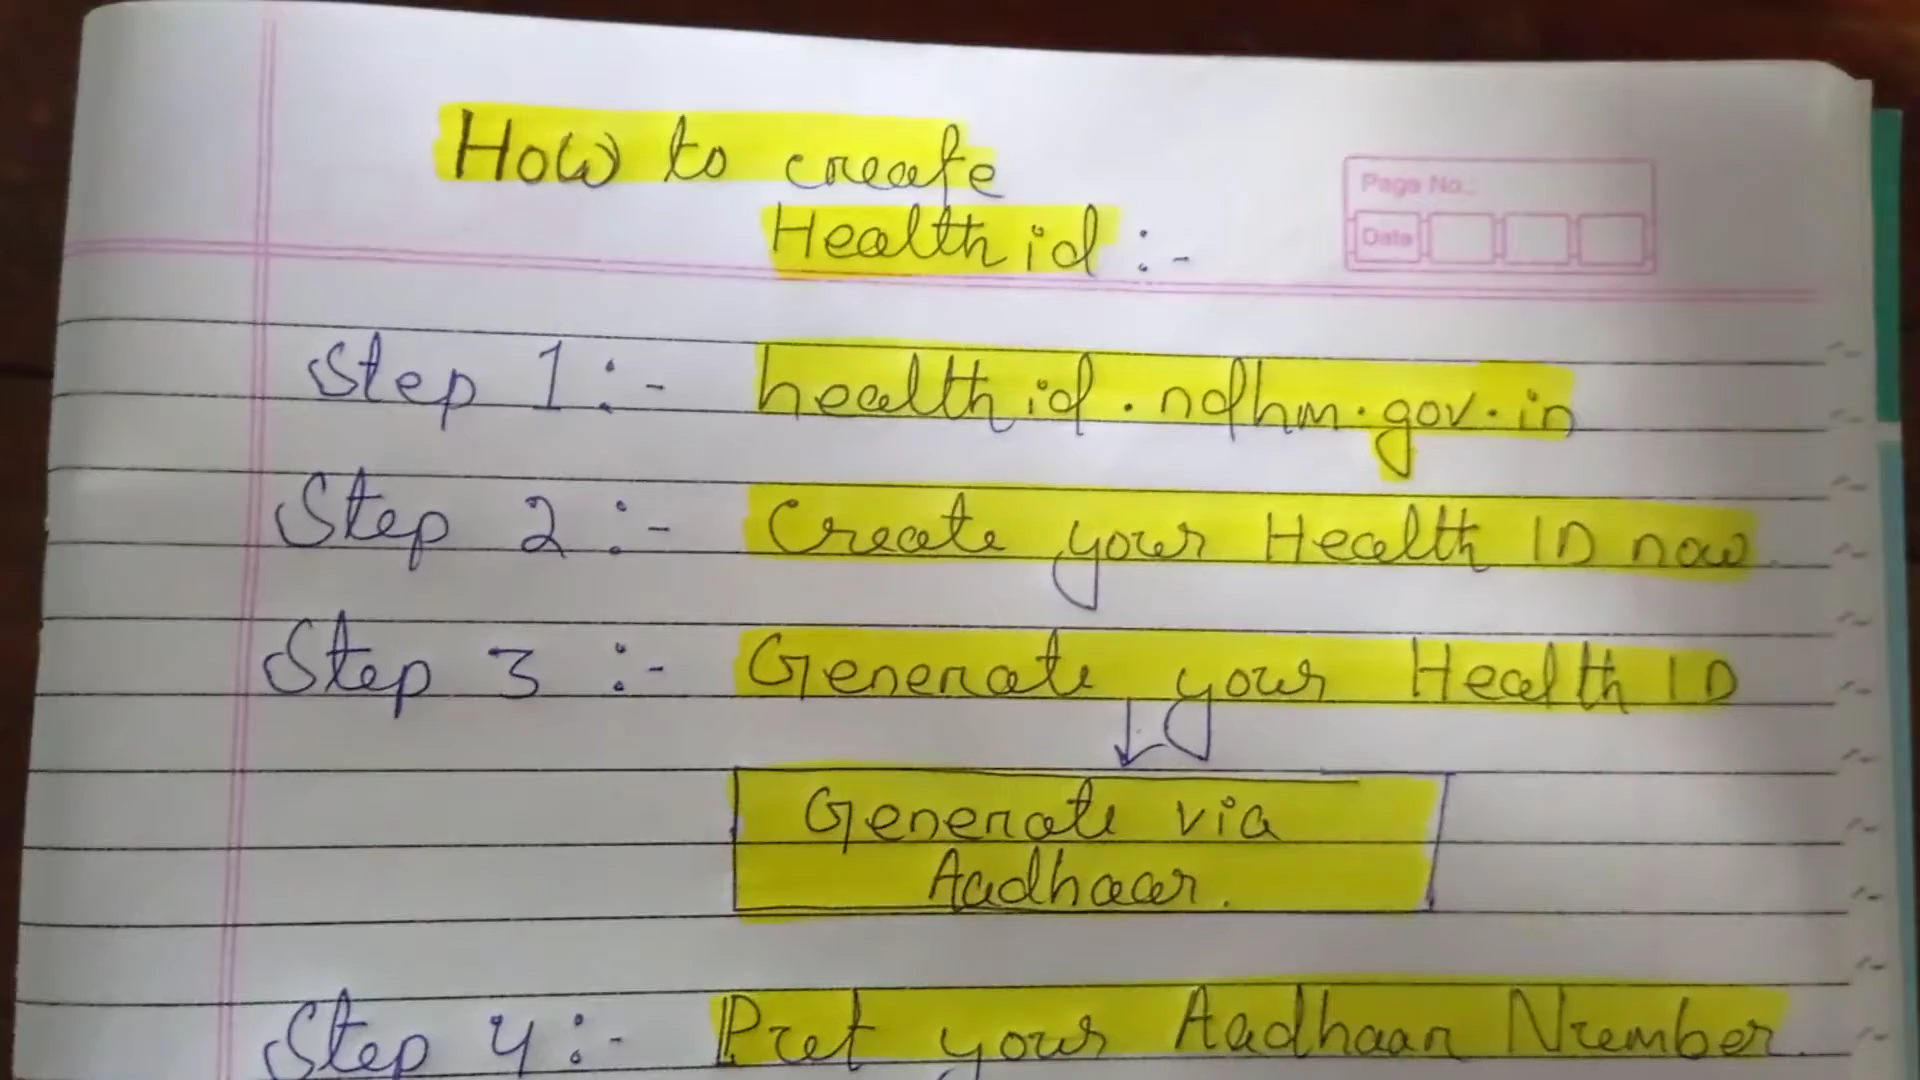 How to create
Health id :-
Page No.:
Date
Step 1 :- healthid.ndhm.gov.in
Step 2 :- Create your Health ID now.
Step 3 :- Generate your Health ID
Generate via
Aadhaar.
Step 4 :- Put your Aadhaar Number.